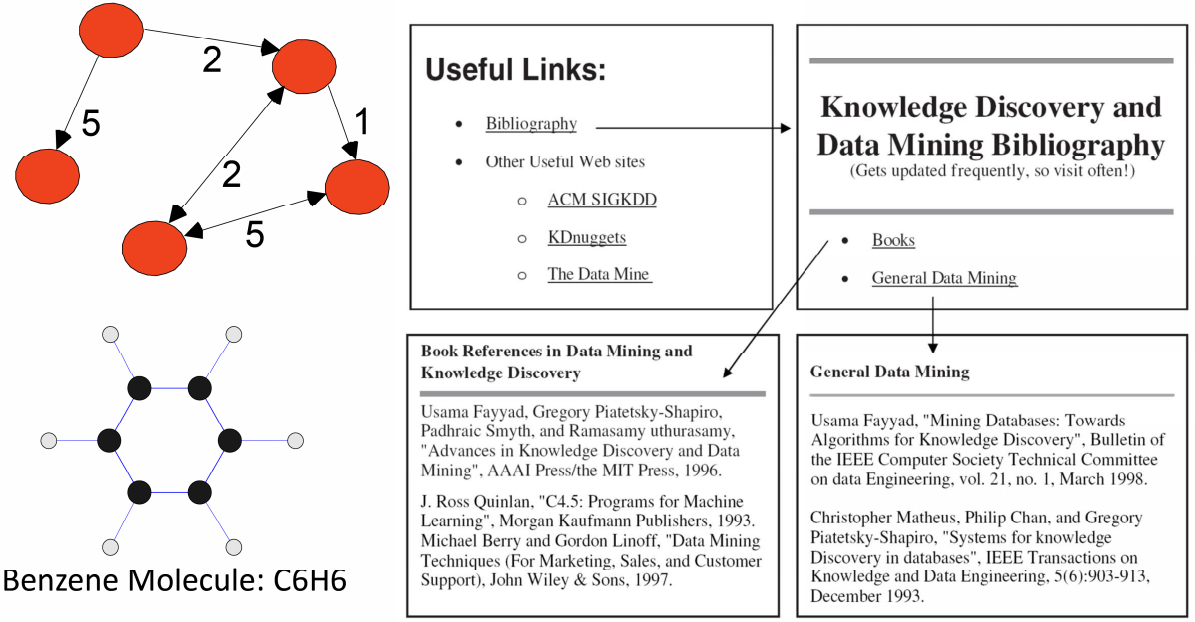 2
5
1
2
5
Benzene Molecule: C6H6
Useful Links:
• Bibliography
• Other Useful Web sites
o ACM SIGKDD
o KDnuggets
o The Data Mine
Knowledge Discovery and
Data Mining Bibliography
(Gets updated frequently, so visit often!)
• Books
• General Data Mining
Book References in Data Mining and
Knowledge Discovery
Usama Fayyad, Gregory Piatetsky-Shapiro,
Padhraic Smyth, and Ramasamy uthurasamy,
"Advances in Knowledge Discovery and Data
Mining", AAAI Press/the MIT Press, 1996.
J. Ross Quinlan, "C4.5: Programs for Machine
Learning", Morgan Kaufmann Publishers, 1993.
Michael Berry and Gordon Linoff, "Data Mining
Techniques (For Marketing, Sales, and Customer
Support), John Wiley & Sons, 1997.
General Data Mining
Usama Fayyad, "Mining Databases: Towards
Algorithms for Knowledge Discovery", Bulletin of
the IEEE Computer Society Technical Committee
on data Engineering, vol. 21, no. 1, March 1998.
Christopher Matheus, Philip Chan, and Gregory
Piatetsky-Shapiro, "Systems for knowledge
Discovery in databases", IEEE Transactions on
Knowledge and Data Engineering, 5(6):903-913,
December 1993.